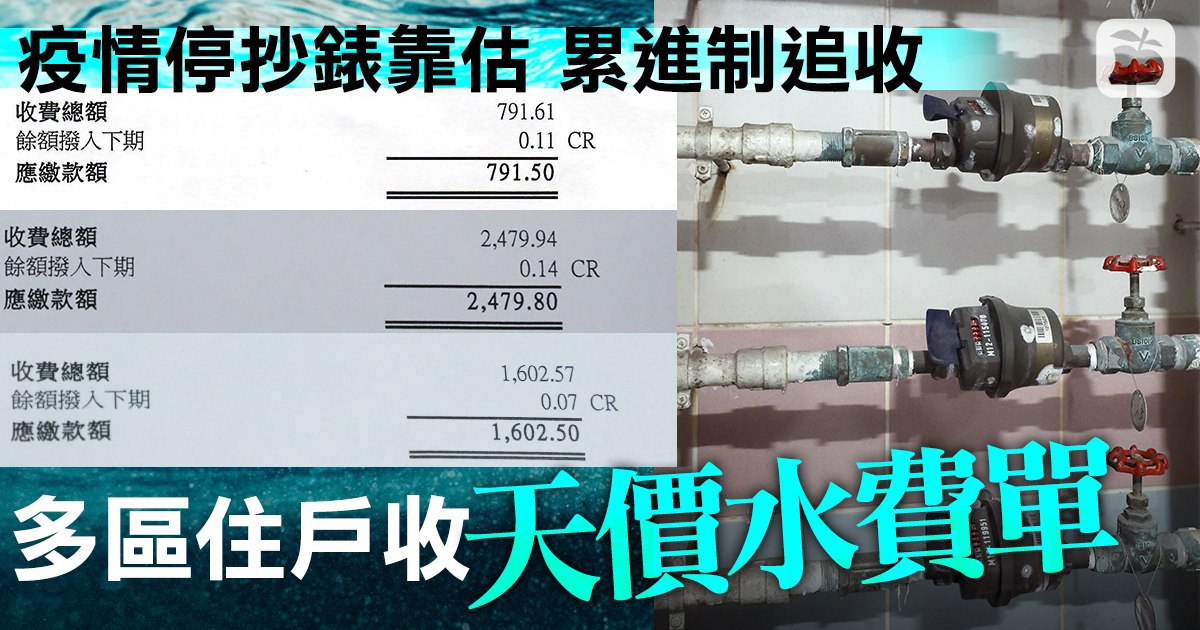 疫情停抄錶靠估 累進制追收
收費總額 791.61
餘額撥入下期 0.11 CR
應繳款額 791.50
收費總額 2,479.94
餘額撥入下期 0.14 CR
應繳款額 2,479.80
收費總額 1,602.57
餘額撥入下期 0.07 CR
應繳款額 1,602.50
M12-115470
多區住戶收天價水費單